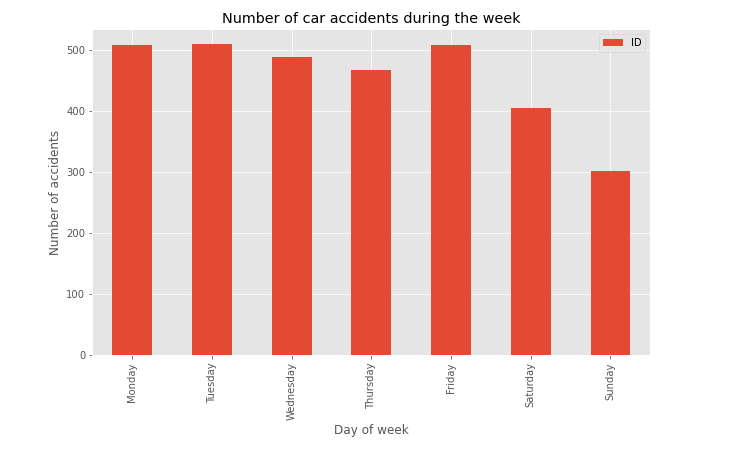 Number of car accidents during the week
ID
Number of accidents
500
400
300
200
100
0
Monday
Tuesday
Wednesday
Thursday
Friday
Saturday
Sunday
Day of week